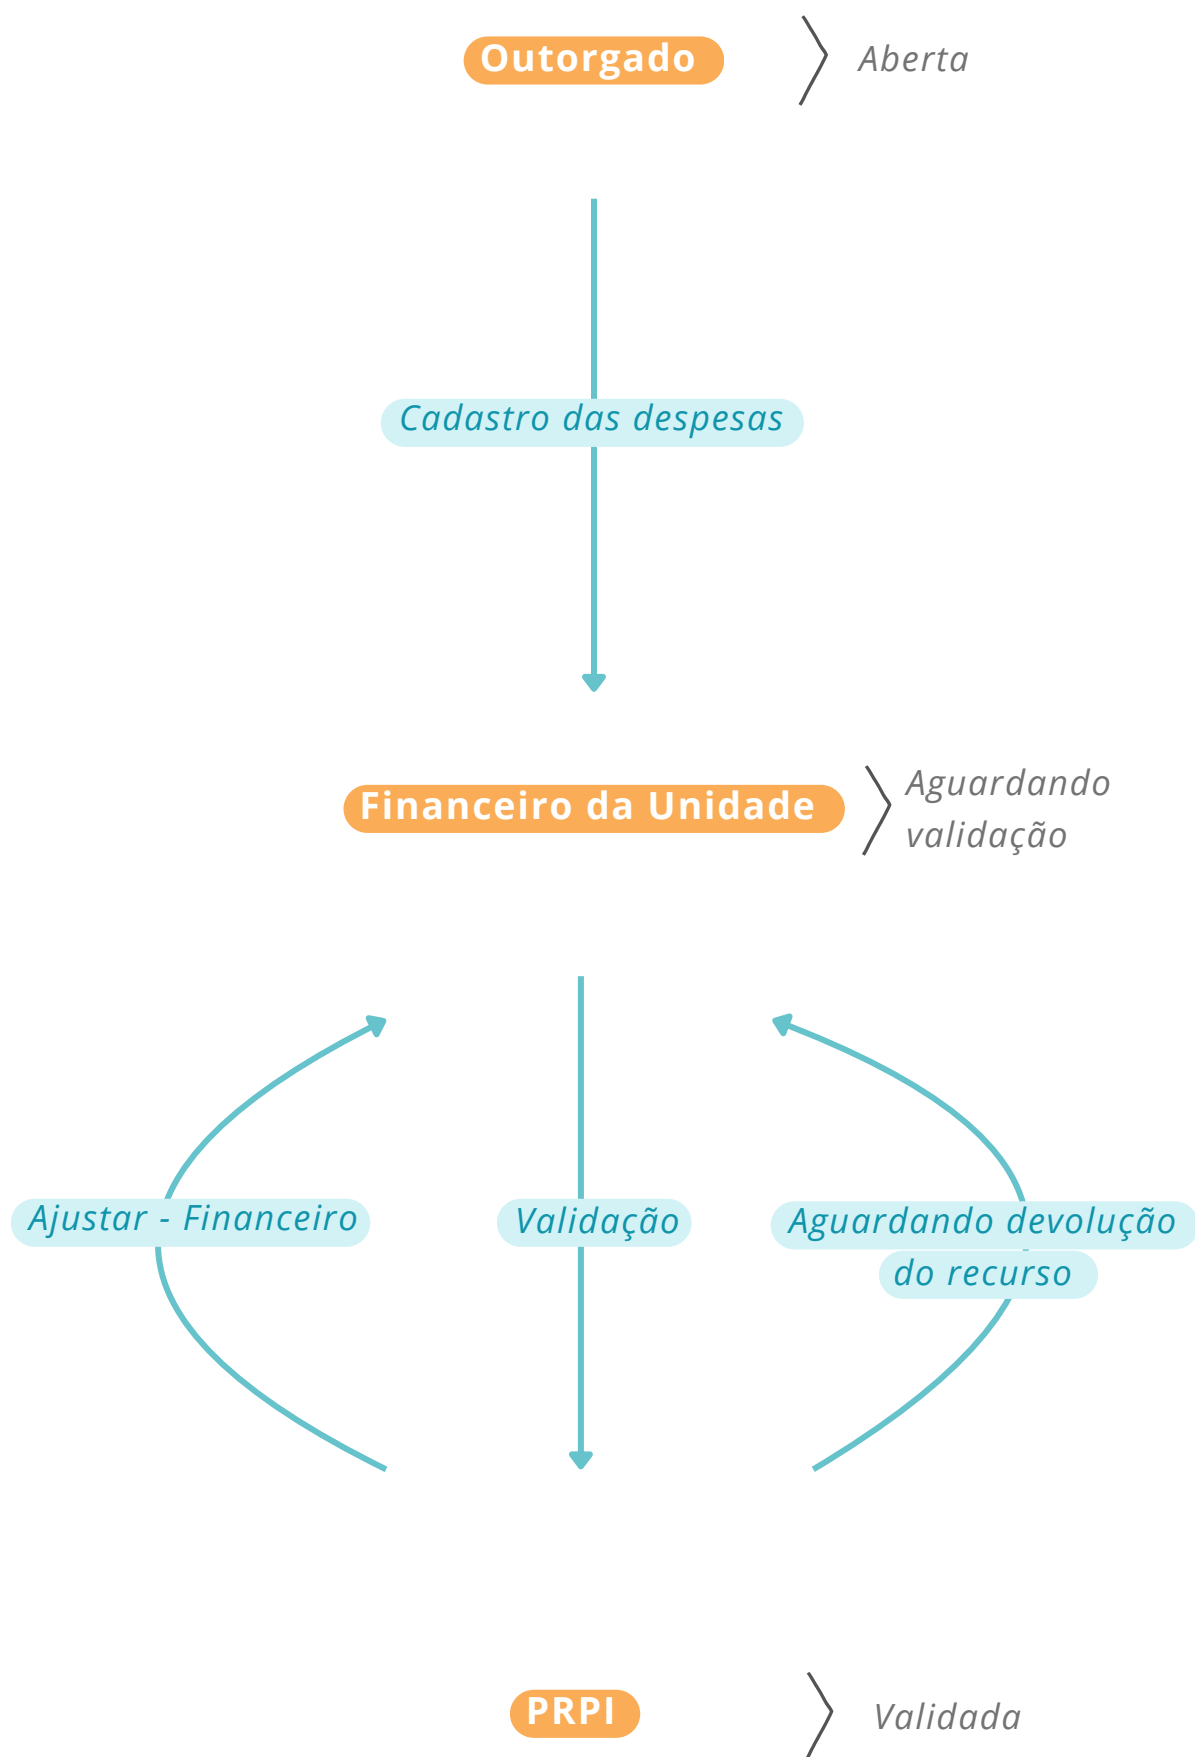 Outorgado
Aberta
Cadastro das despesas
Financeiro da Unidade
Aguardando
validação
Ajustar - Financeiro
Validação
Aguardando devolução
do recurso
PRPI
Validada